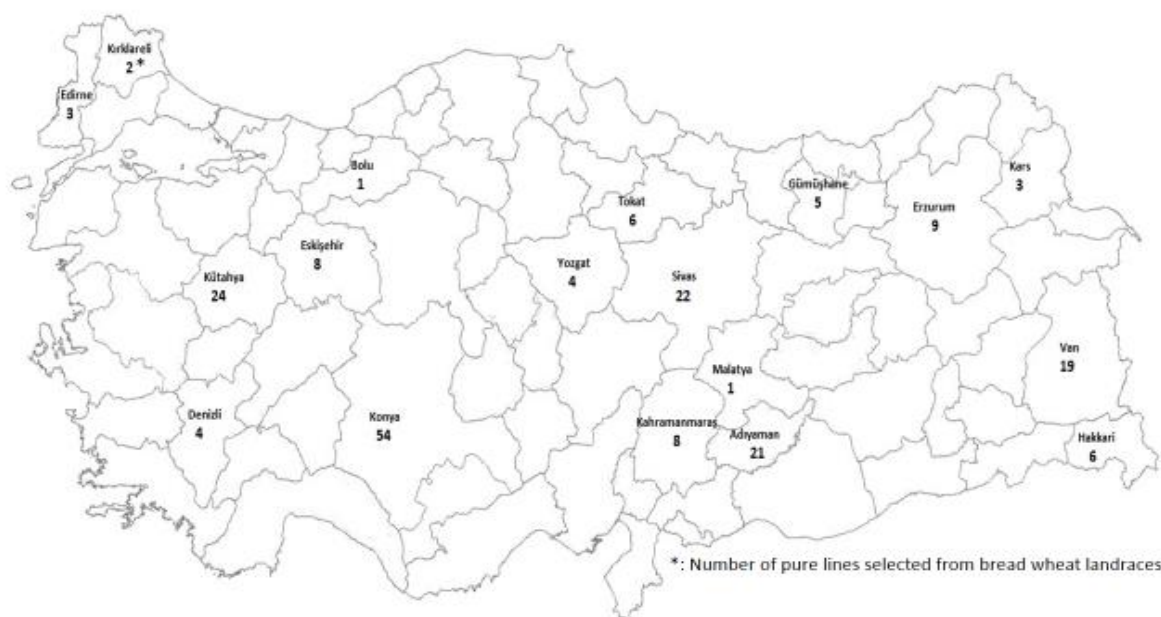 Kırklareli
2 *
Edirne
3
Bolu
1
Gümüşhane
5
Kars
3
Tokat
6
Erzurum
9
Eskişehir
8
Yozgat
4
Sivas
22
Kütahya
24
Van
19
Malatya
1
Denizli
4
Konya
54
Kahramanmaraş
8
Adıyaman
21
Hakkari
6
*: Number of pure lines selected from bread wheat landraces